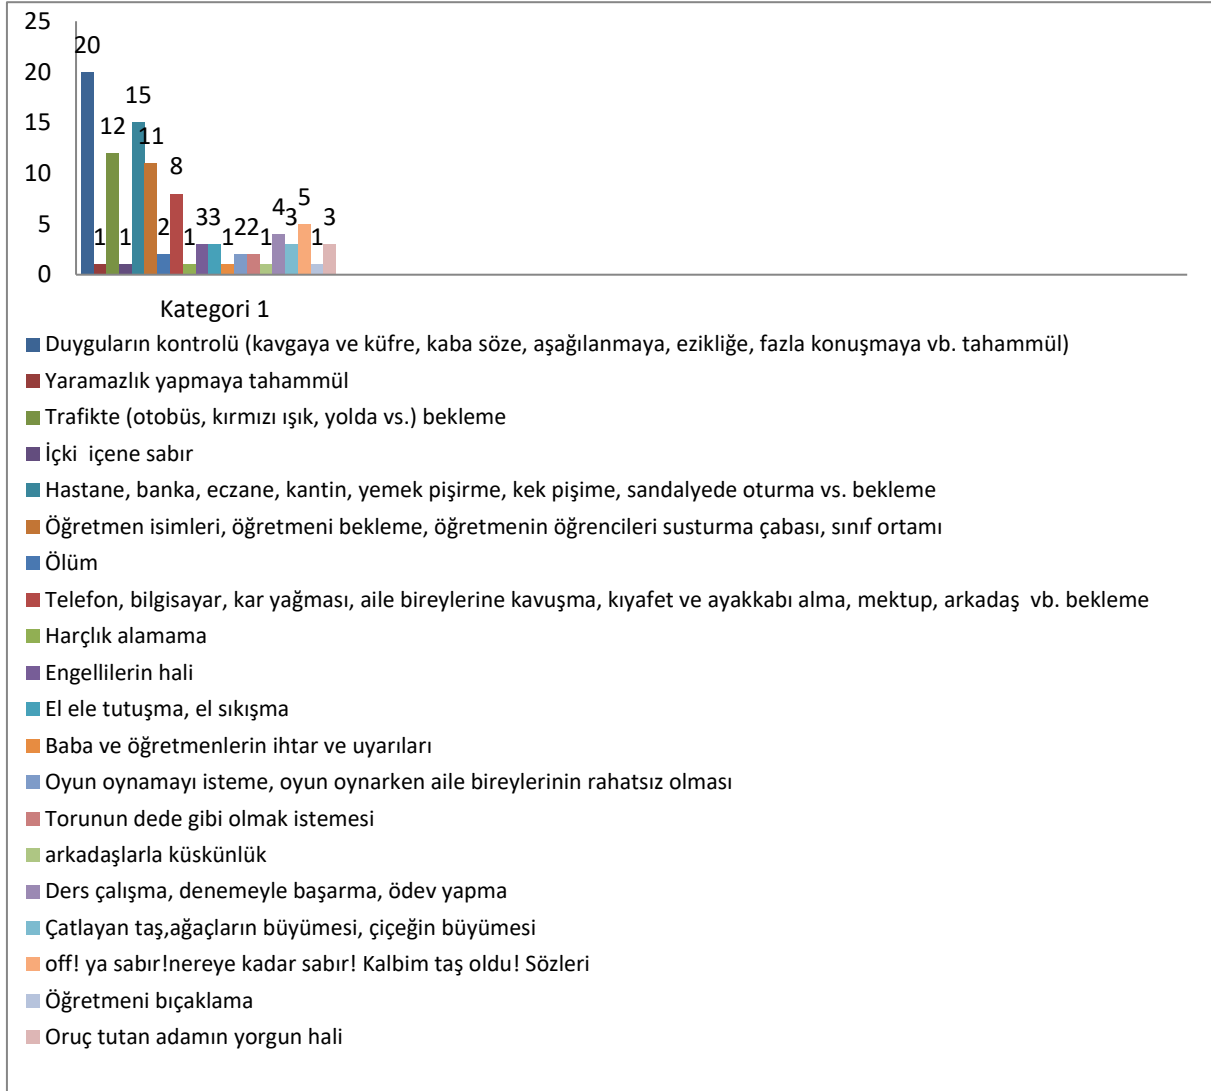 25
20
15
10
5
0
20
1
12
1
15
11
2
8
1
3
3
1
2
2
1
4
3
5
1
3
Kategori 1
Duyguların kontrolü (kavgaya ve küfre, kaba söze, aşağılanmaya, ezikliğe, fazla konuşmaya vb. tahammül)
Yaramazlık yapmaya tahammül
Trafikte (otobüs, kırmızı ışık, yolda vs.) bekleme
İçki  içene sabır
Hastane, banka, eczane, kantin, yemek pişirme, kek pişime, sandalyede oturma vs. bekleme
Öğretmen isimleri, öğretmeni bekleme, öğretmenin öğrencileri susturma çabası, sınıf ortamı
Ölüm
Telefon, bilgisayar, kar yağması, aile bireylerine kavuşma, kıyafet ve ayakkabı alma, mektup, arkadaş  vb. bekleme
Harçlık alamama
Engellilerin hali
El ele tutuşma, el sıkışma
Baba ve öğretmenlerin ihtar ve uyarıları
Oyun oynamayı isteme, oyun oynarken aile bireylerinin rahatsız olması
Torunun dede gibi olmak istemesi
arkadaşlarla küskünlük
Ders çalışma, denemeyle başarma, ödev yapma
Çatlayan taş,ağaçların büyümesi, çiçeğin büyümesi
off! ya sabır!nereye kadar sabır! Kalbim taş oldu! Sözleri
Öğretmeni bıçaklama
Oruç tutan adamın yorgun hali